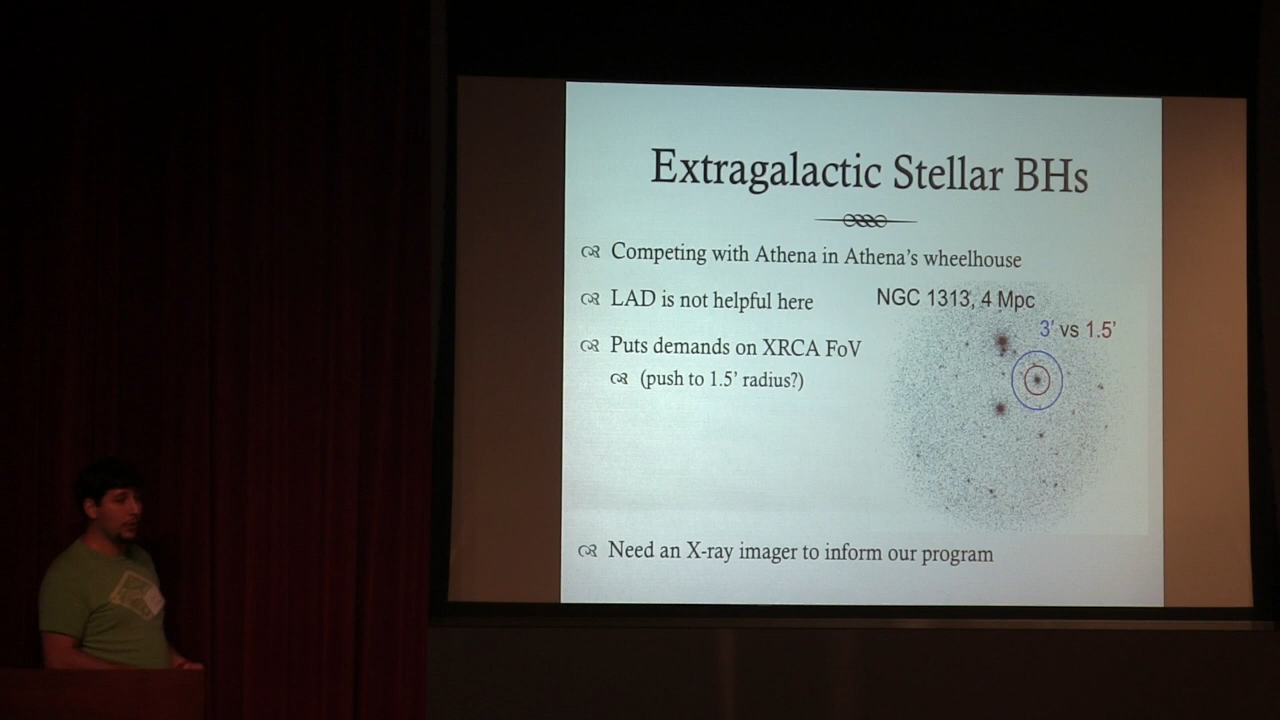 Extragalactic Stellar BHs
Competing with Athena in Athena's wheelhouse
LAD is not helpful here
NGC 1313, 4 Mpc
3' vs 1.5'
Puts demands on XRCA FoV
(push to 1.5' radius?)
Need an X-ray imager to inform our program